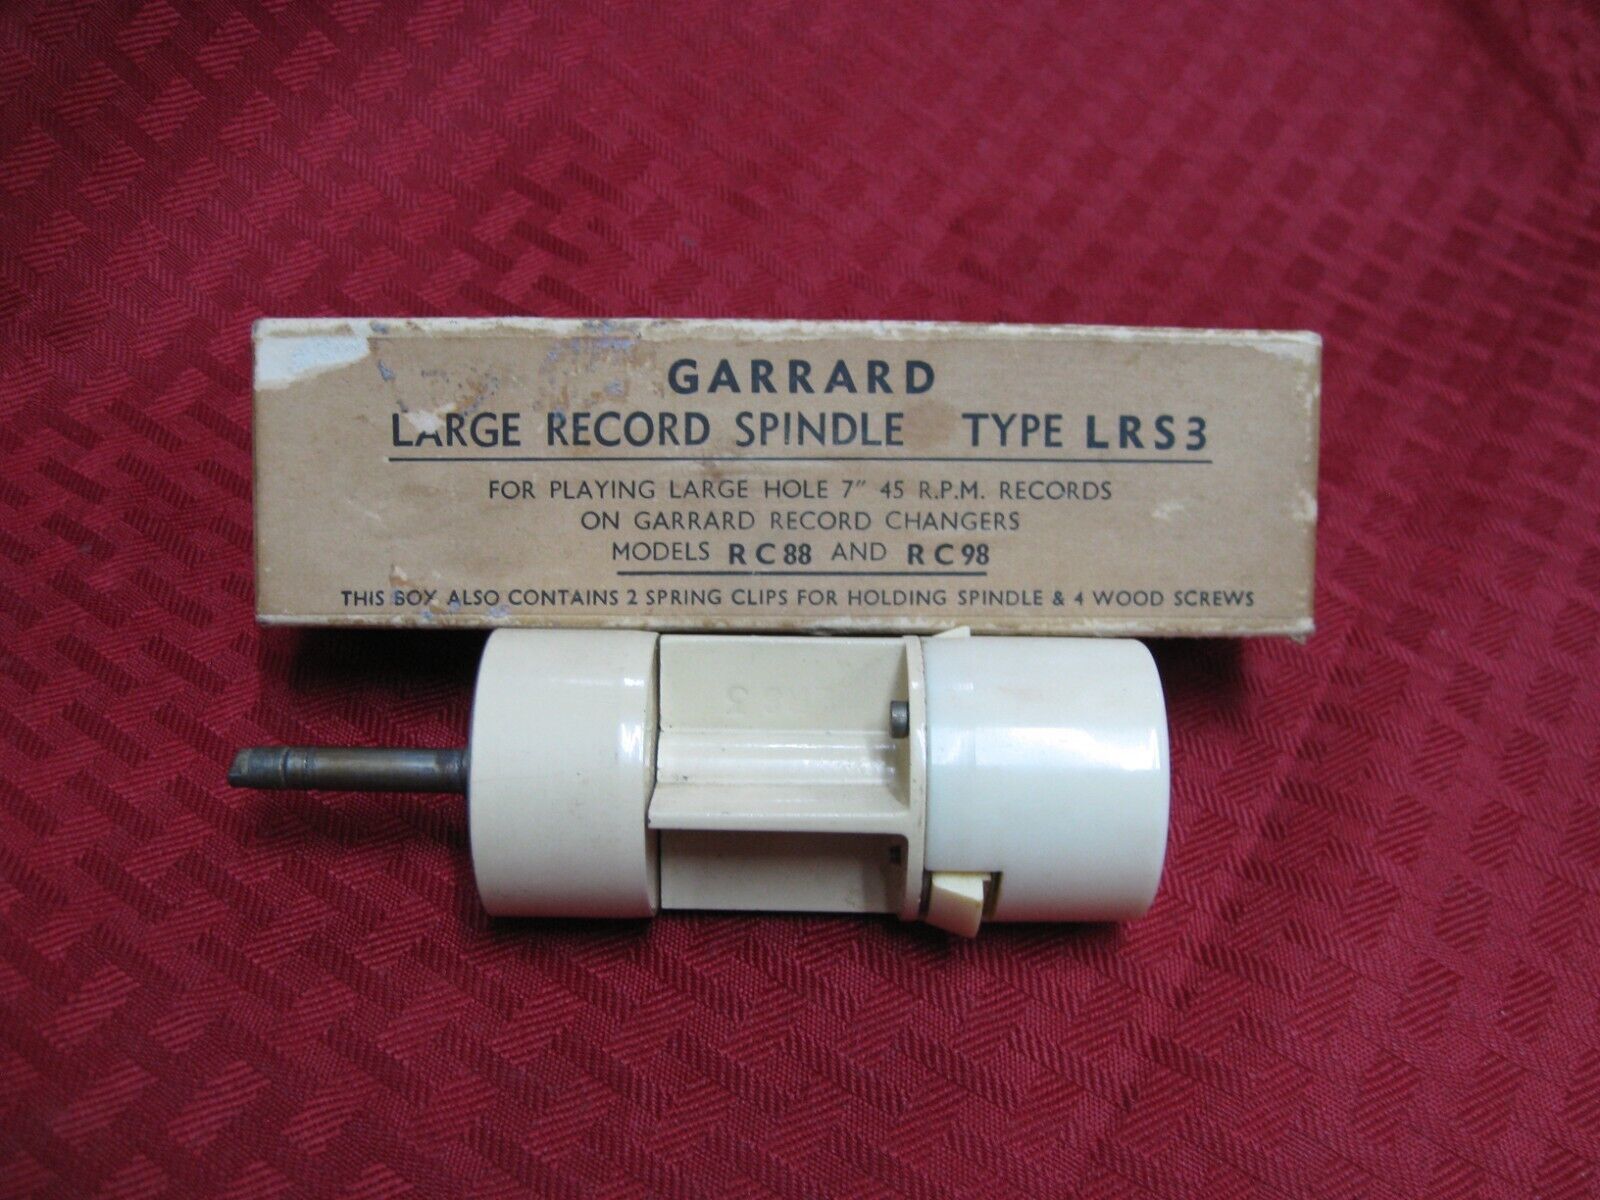 GARRARD
LARGE RECORD SPINDLE TYPE LRS3
FOR PLAYING LARGE HOLE 7" 45 R.P.M. RECORDS
ON GARRARD RECORD CHANGERS
MODELS RC88 AND RC98
THIS BOX ALSO CONTAINS 2 SPRING CLIPS FOR HOLDING SPINDLE & 4 WOOD SCREWS